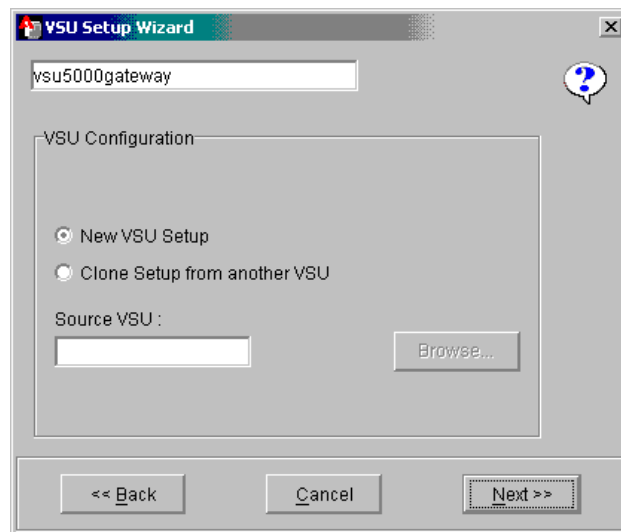 VSU Setup Wizard
vsu5000gateway
?
VSU Configuration
New VSU Setup
Clone Setup from another VSU
Source VSU :
Browse...
<< Back
Cancel
Next >>